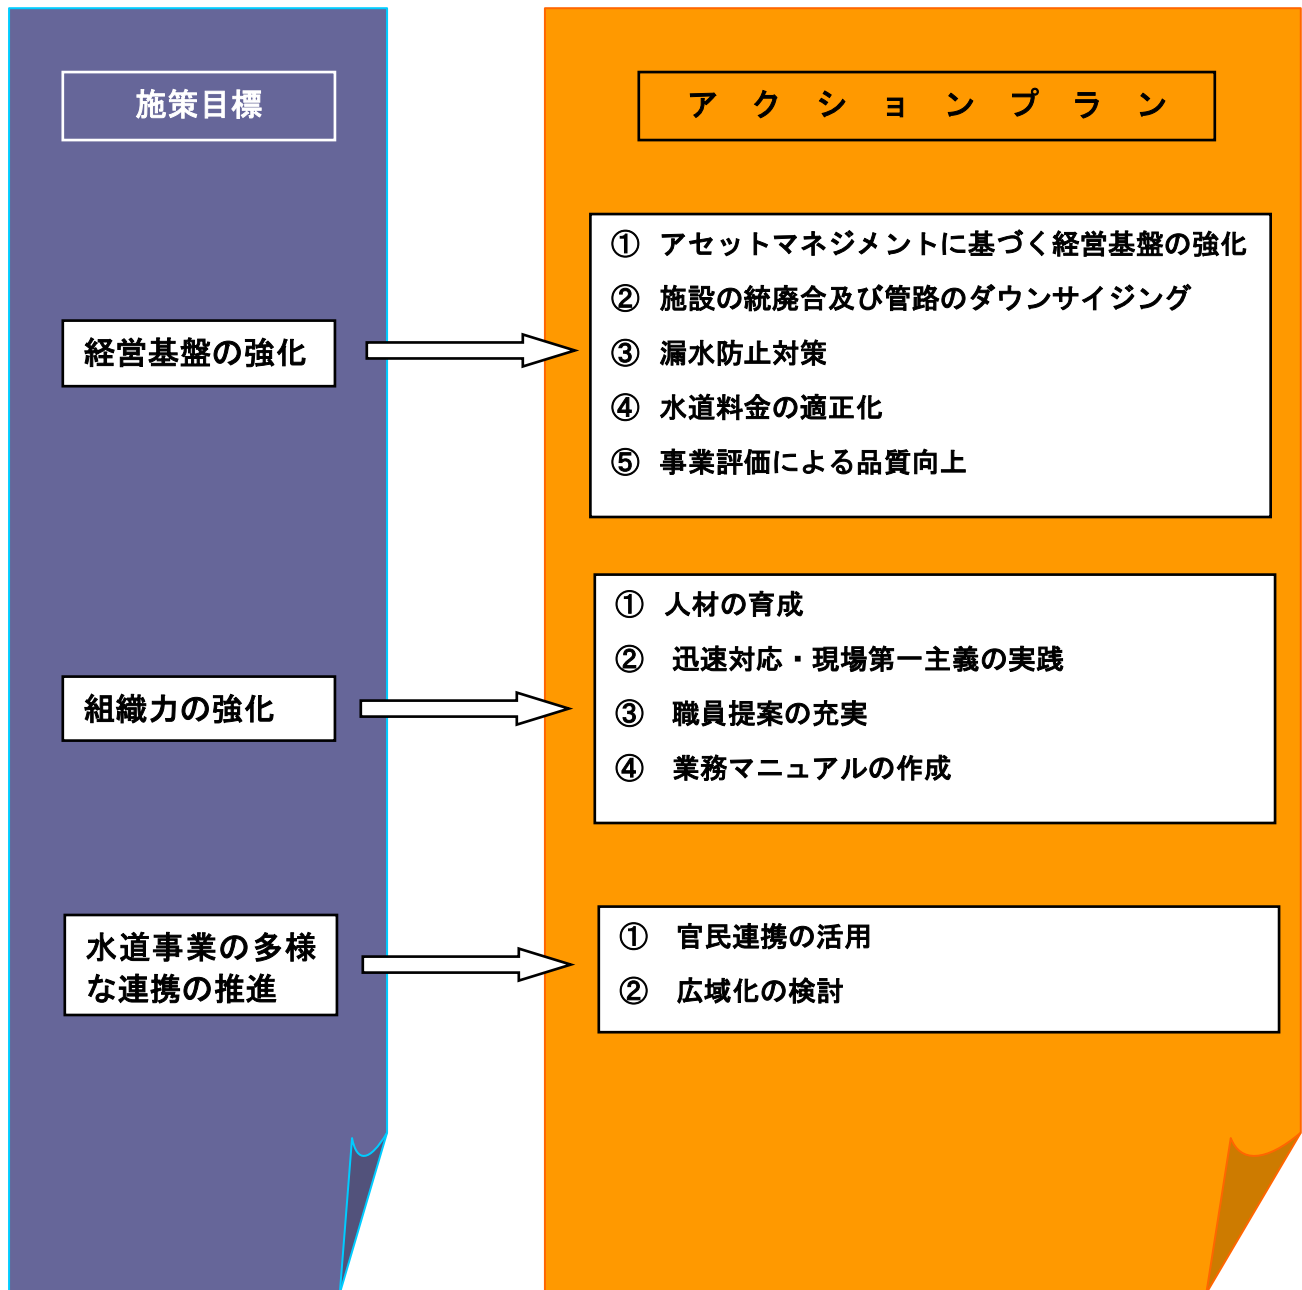 施策目標
アクションプラン
経営基盤の強化
① アセットマネジメントに基づく経営基盤の強化
② 施設の統廃合及び管路のダウンサイジング
③ 漏水防止対策
④ 水道料金の適正化
⑤ 事業評価による品質向上
組織力の強化
① 人材の育成
② 迅速対応・現場第一主義の実践
③ 職員提案の充実
④ 業務マニュアルの作成
水道事業の多様
な連携の推進
① 官民連携の活用
② 広域化の検討